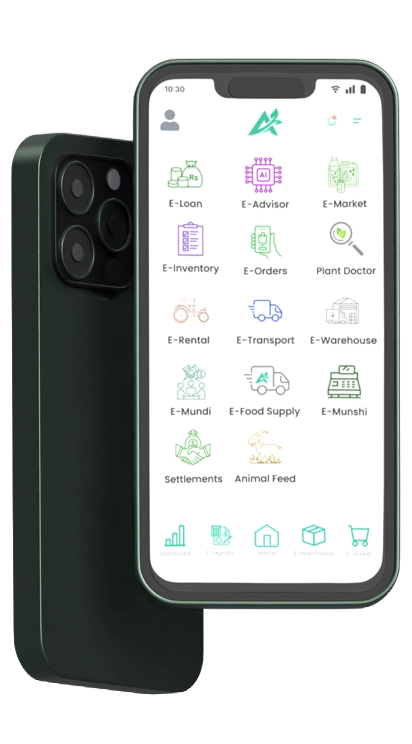 10:30
Rs
AI
E-Loan E-Advisor E-Market
E-Inventory E-Orders Plant Doctor
E-Rental E-Transport E-Warehouse
E-Mundi E-Food Supply E-Munshi
Settlements Animal Feed
Dashboard E-Munshi Home E-Warehouse E-Market